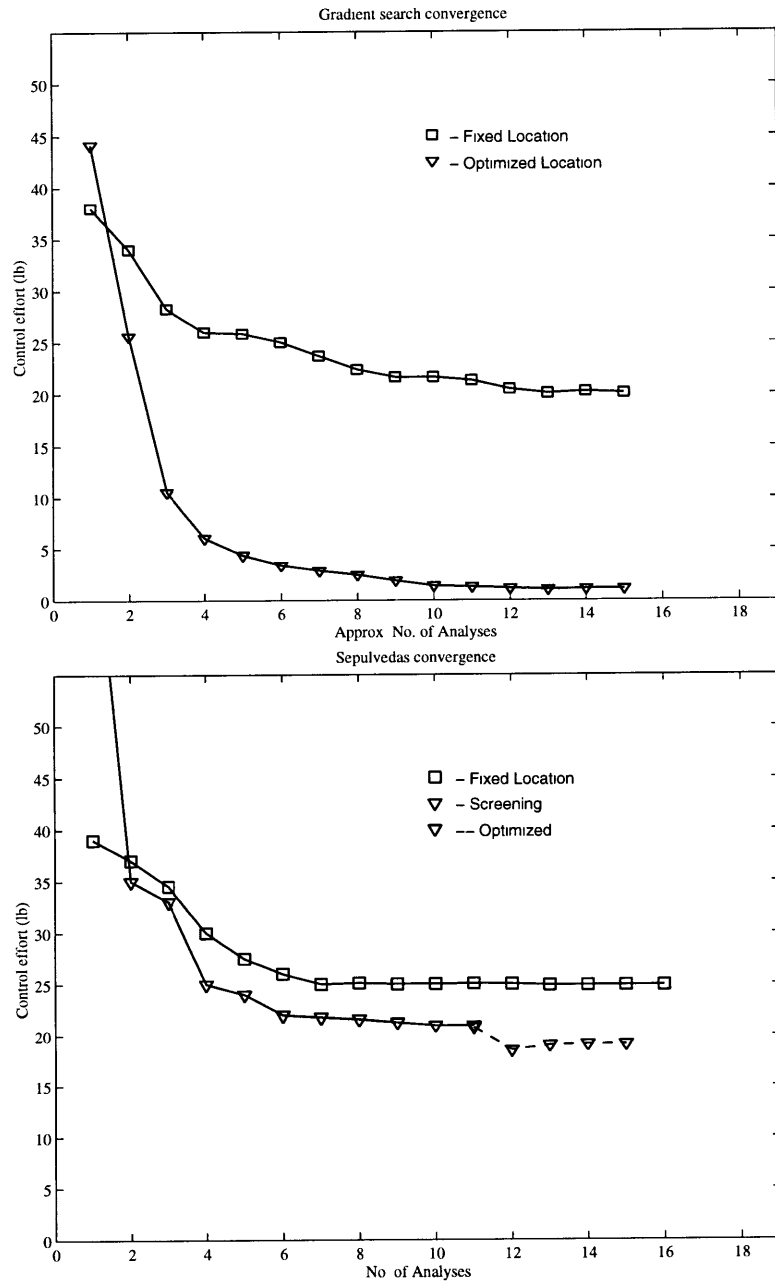 Gradient search convergence
50
45
40
35
30
25
20
15
10
5
0
Control effort (lb)
– Fixed Location
– Optimized Location
0 2 4 6 8 10 12 14 16 18
Approx No. of Analyses
Sepulvedas convergence
50
45
40
35
30
25
20
15
10
5
0
Control effort (lb)
– Fixed Location
– Screening
-- Optimized
0 2 4 6 8 10 12 14 16 18
No of Analyses